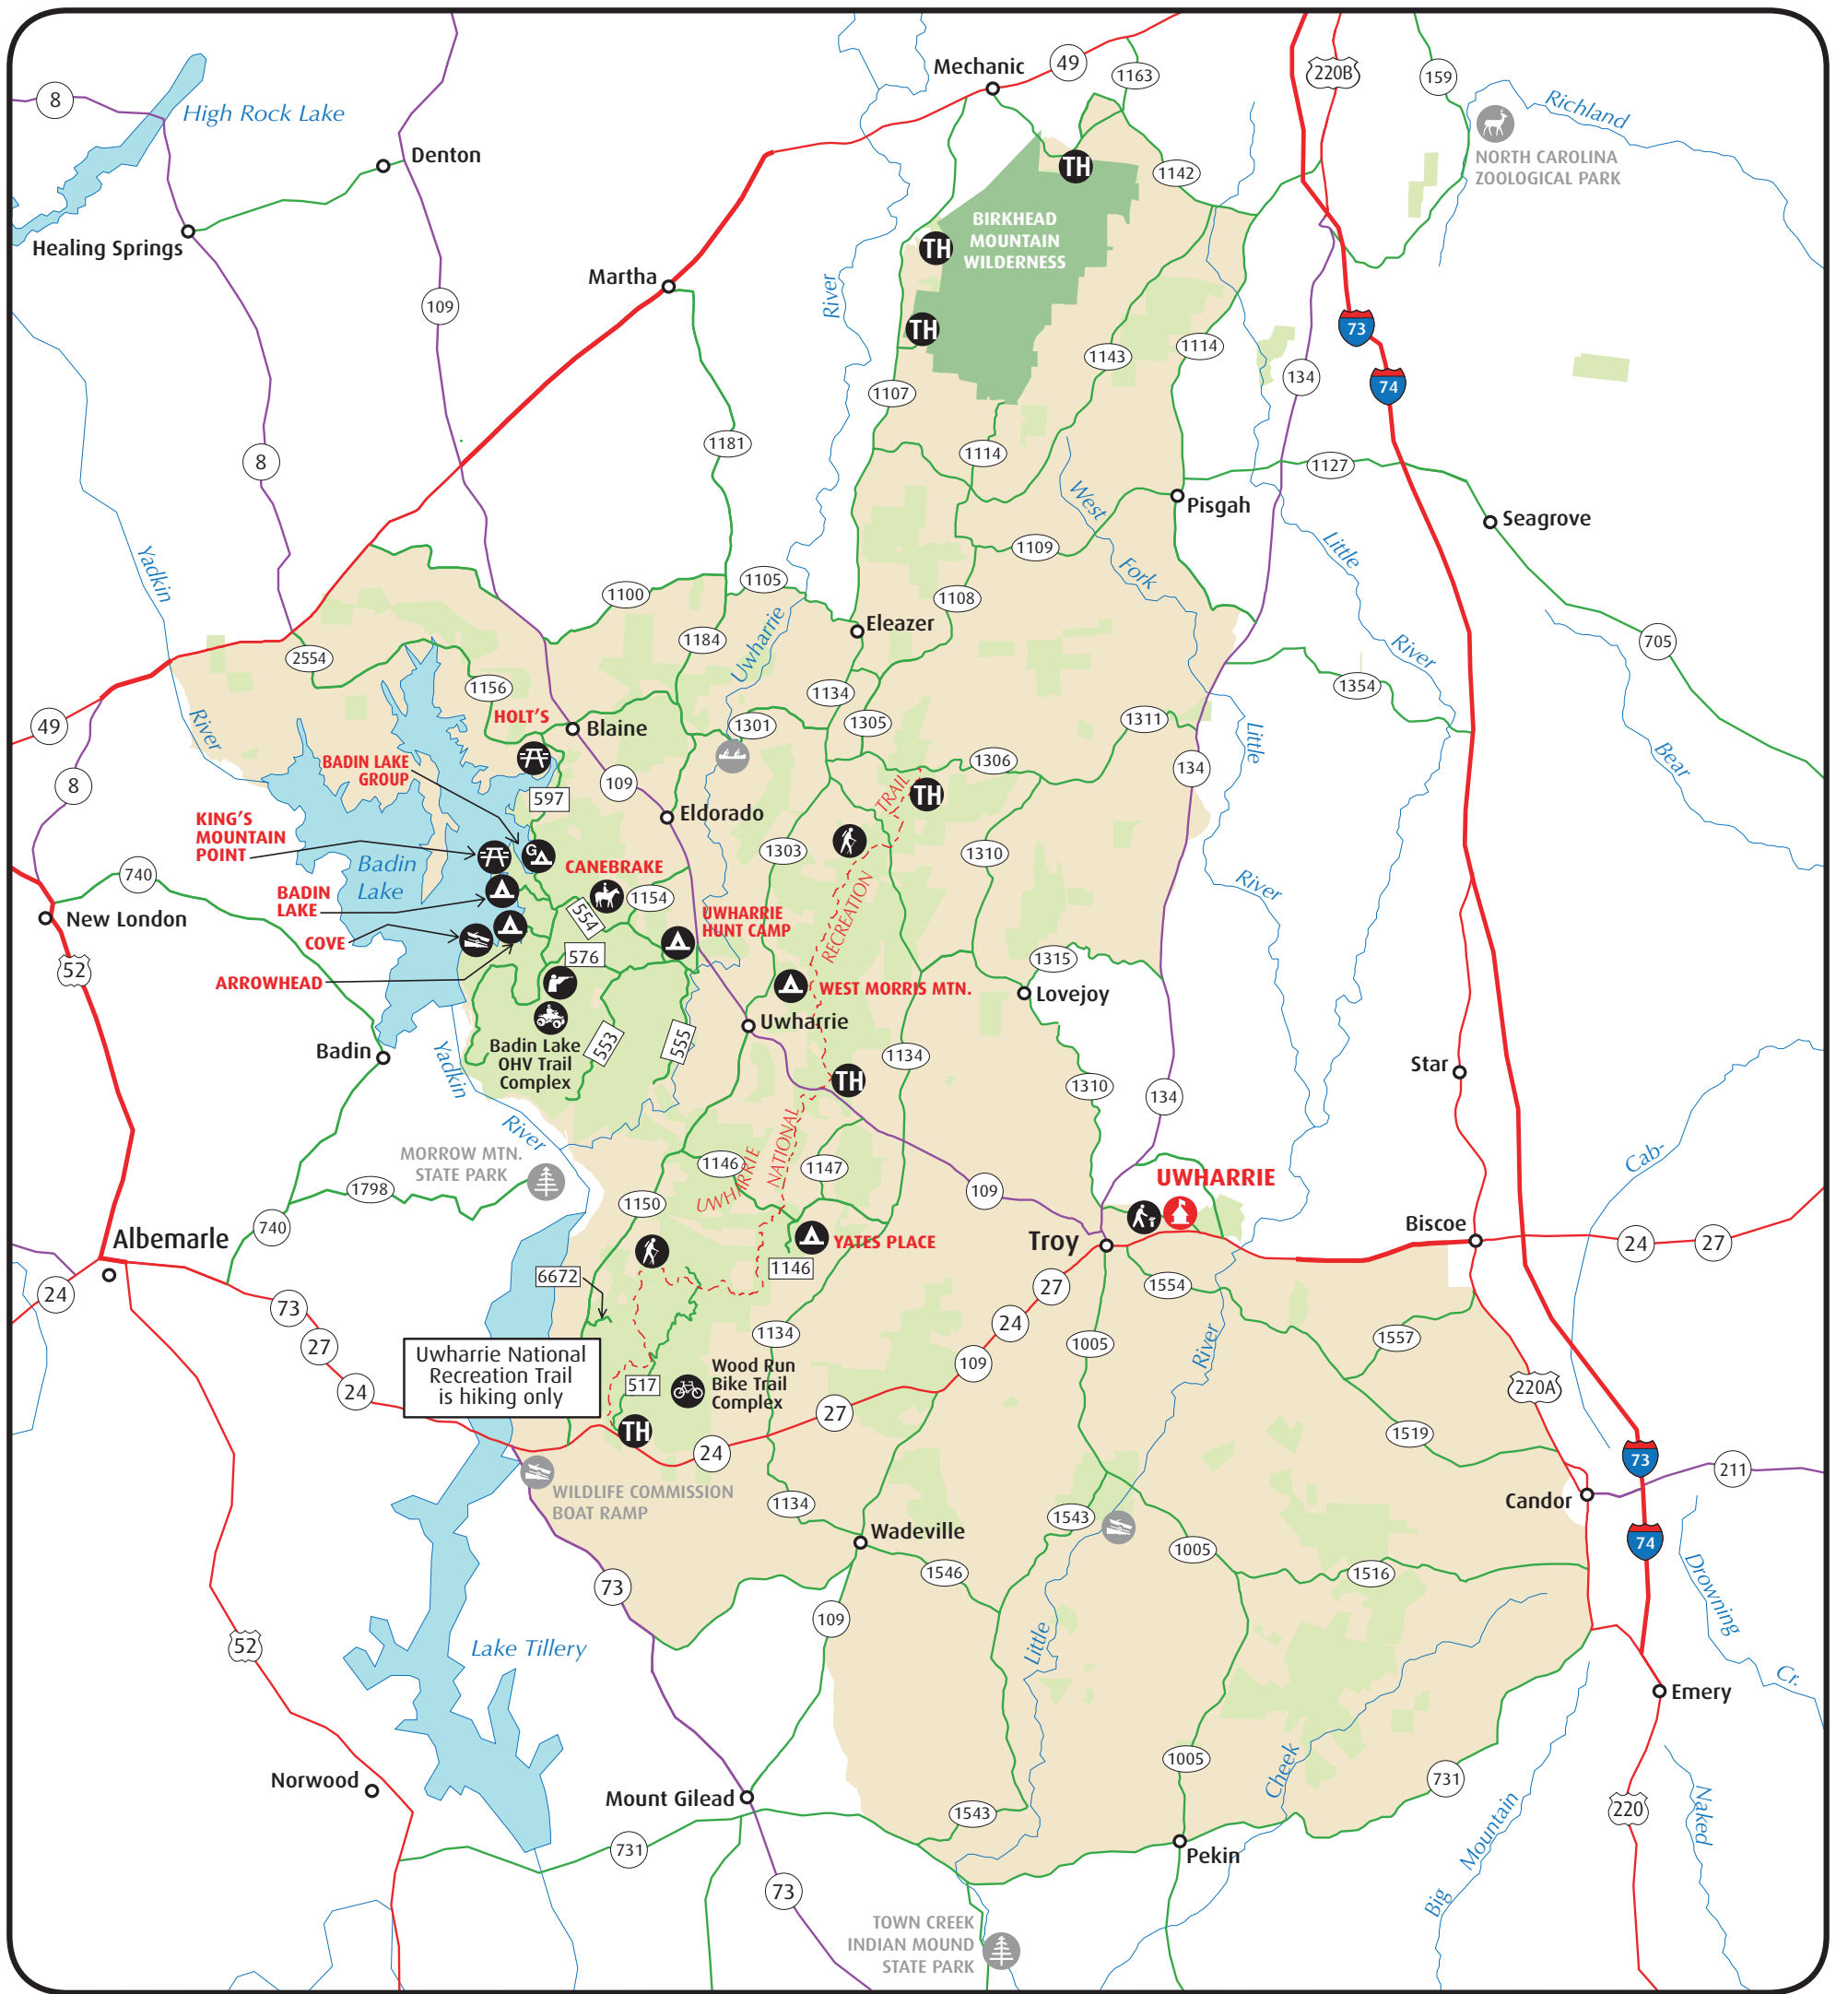 Mechanic
49
1163
220B
159
Richland
8
High Rock Lake
NORTH CAROLINA
ZOOLOGICAL PARK
Denton
TH
1142
BIRKHEAD
MOUNTAIN
WILDERNESS
Healing Springs
TH
Martha
River
109
73
TH
1143
1114
74
134
1107
1181
8
1114
1127
West
Pisgah
Seagrove
Yadkin
1109
Little
Fork
1105
1100
1108
Uwharrie
Eleazer
1184
705
River
2554
1156
1134
1354
HOLT'S
49
River
Blaine
1301
1305
1311
Little
BADIN LAKE
GROUP
1306
134
Bear
8
109
597
TRAIL
TH
KING'S
MOUNTAIN
POINT
Eldorado
1303
1310
Badin
Lake
G
CANEBRAKE
740
BADIN
LAKE
1154
River
New London
554
UWHARRIE
HUNT CAMP
RECREATION
COVE
576
52
1315
ARROWHEAD
WEST MORRIS MTN.
Lovejoy
Uwharrie
Badin Lake
OHV Trail
Complex
553
555
Badin
1134
Star
Yadkin
TH
1310
134
River
NATIONAL
MORROW MTN.
STATE PARK
1146
1147
Cab-
UWHARRIE
UWHARRIE
1798
1150
109
740
Albemarle
Biscoe
Troy
YATES PLACE
24
27
6672
1146
24
27
1554
73
24
1134
27
1005
River
1557
Uwharrie National
Recreation Trail
is hiking only
109
Wood Run
Bike Trail
Complex
24
517
220A
27
TH
1519
24
73
211
WILDLIFE COMMISSION
BOAT RAMP
1134
1543
Candor
Wadeville
74
1005
1546
1516
73
Drowning
109
52
Little
Lake Tillery
Cr.
Emery
1005
Cheek
Norwood
731
Mount Gilead
1543
220
Naked
Mountain
731
Pekin
Big
73
TOWN CREEK
INDIAN MOUND
STATE PARK